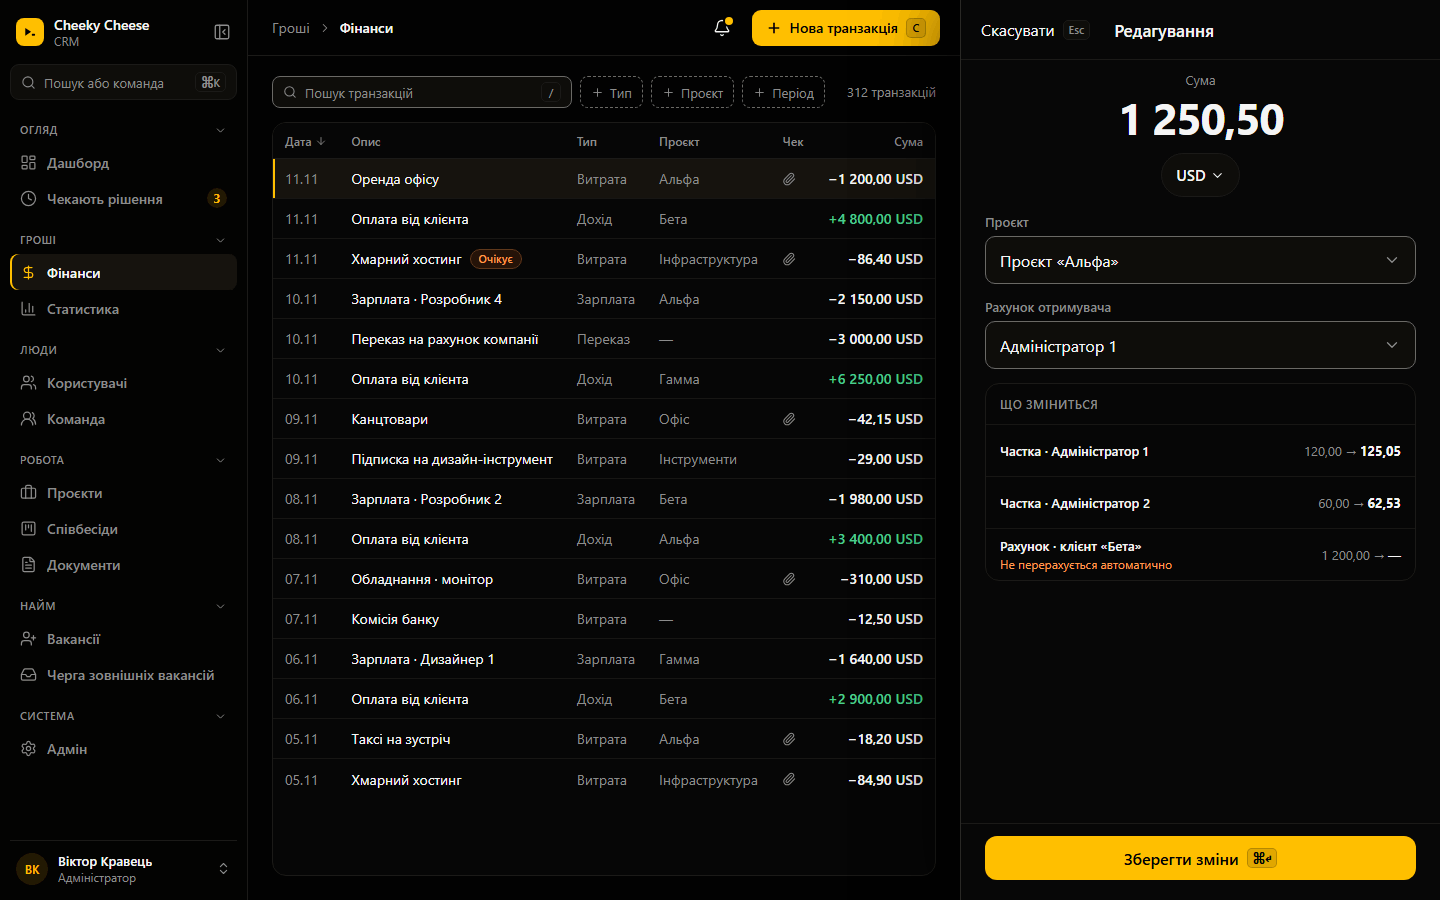 Cheeky Cheese
CRM
Пошук або команда ⌘K
ОГЛЯД
Дашборд
Чекають рішення 3
ГРОШІ
Фінанси
Статистика
ЛЮДИ
Користувачі
Команда
РОБОТА
Проєкти
Співбесіди
Документи
НАЙМ
Вакансії
Черга зовнішніх вакансій
СИСТЕМА
Адмін
ВК
Віктор Кравець
Адміністратор
Гроші > Фінанси
+ Нова транзакція C
Пошук транзакцій /
+ Тип
+ Проєкт
+ Період
312 транзакцій
Дата ↓ Опис Тип Проєкт Чек Сума
11.11 Оренда офісу Витрата Альфа −1 200,00 USD
11.11 Оплата від клієнта Дохід Бета +4 800,00 USD
11.11 Хмарний хостинг Очікує Витрата Інфраструктура −86,40 USD
10.11 Зарплата · Розробник 4 Зарплата Альфа −2 150,00 USD
10.11 Переказ на рахунок компанії Переказ — −3 000,00 USD
10.11 Оплата від клієнта Дохід Гамма +6 250,00 USD
09.11 Канцтовари Витрата Офіс −42,15 USD
09.11 Підписка на дизайн-інструмент Витрата Інструменти −29,00 USD
08.11 Зарплата · Розробник 2 Зарплата Бета −1 980,00 USD
08.11 Оплата від клієнта Дохід Альфа +3 400,00 USD
07.11 Обладнання · монітор Витрата Офіс −310,00 USD
07.11 Комісія банку Витрата — −12,50 USD
06.11 Зарплата · Дизайнер 1 Зарплата Гамма −1 640,00 USD
06.11 Оплата від клієнта Дохід Бета +2 900,00 USD
05.11 Таксі на зустріч Витрата Альфа −18,20 USD
05.11 Хмарний хостинг Витрата Інфраструктура −84,90 USD
Скасувати Esc Редагування
Сума
1 250,50
USD
Проєкт
Проєкт «Альфа»
Рахунок отримувача
Адміністратор 1
ЩО ЗМІНИТЬСЯ
Частка · Адміністратор 1 120,00 → 125,05
Частка · Адміністратор 2 60,00 → 62,53
Рахунок · клієнт «Бета» 1 200,00 → —
Не перерахується автоматично
Зберегти зміни ⌘↵